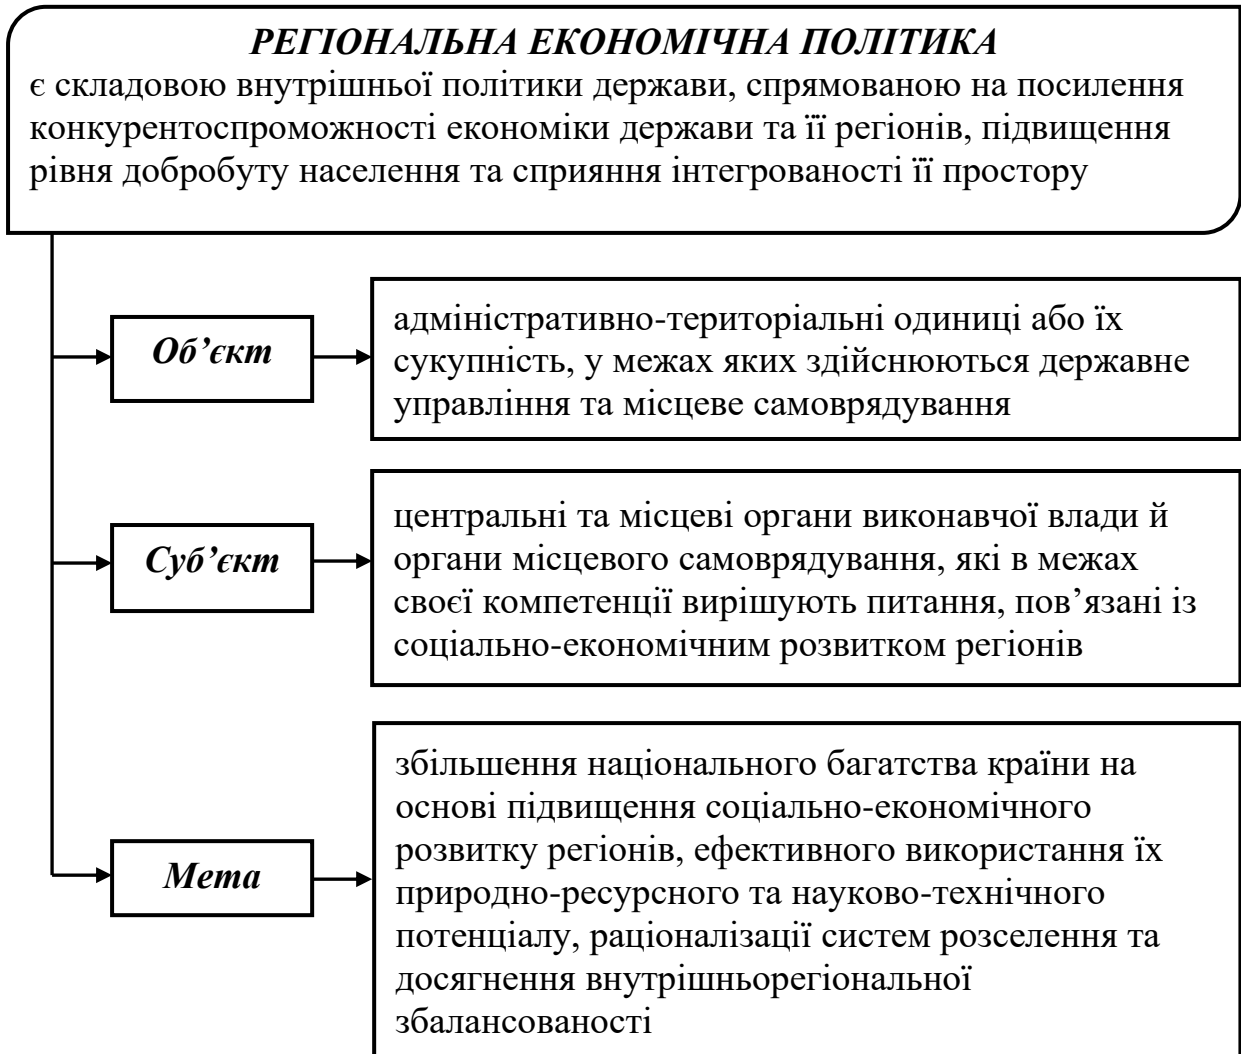 РЕГІОНАЛЬНА ЕКОНОМІЧНА ПОЛІТИКА
є складовою внутрішньої політики держави, спрямованою на посилення
конкурентоспроможності економіки держави та її регіонів, підвищення
рівня добробуту населення та сприяння інтегрованості її простору
Об’єкт
адміністративно-територіальні одиниці або їх
сукупність, у межах яких здійснюються державне
управління та місцеве самоврядування
Суб’єкт
центральні та місцеві органи виконавчої влади й
органи місцевого самоврядування, які в межах
своєї компетенції вирішують питання, пов’язані із
соціально-економічним розвитком регіонів
Мета
збільшення національного багатства країни на
основі підвищення соціально-економічного
розвитку регіонів, ефективного використання їх
природно-ресурсного та науково-технічного
потенціалу, раціоналізації систем розселення та
досягнення внутрішньорегіональної
збалансованості